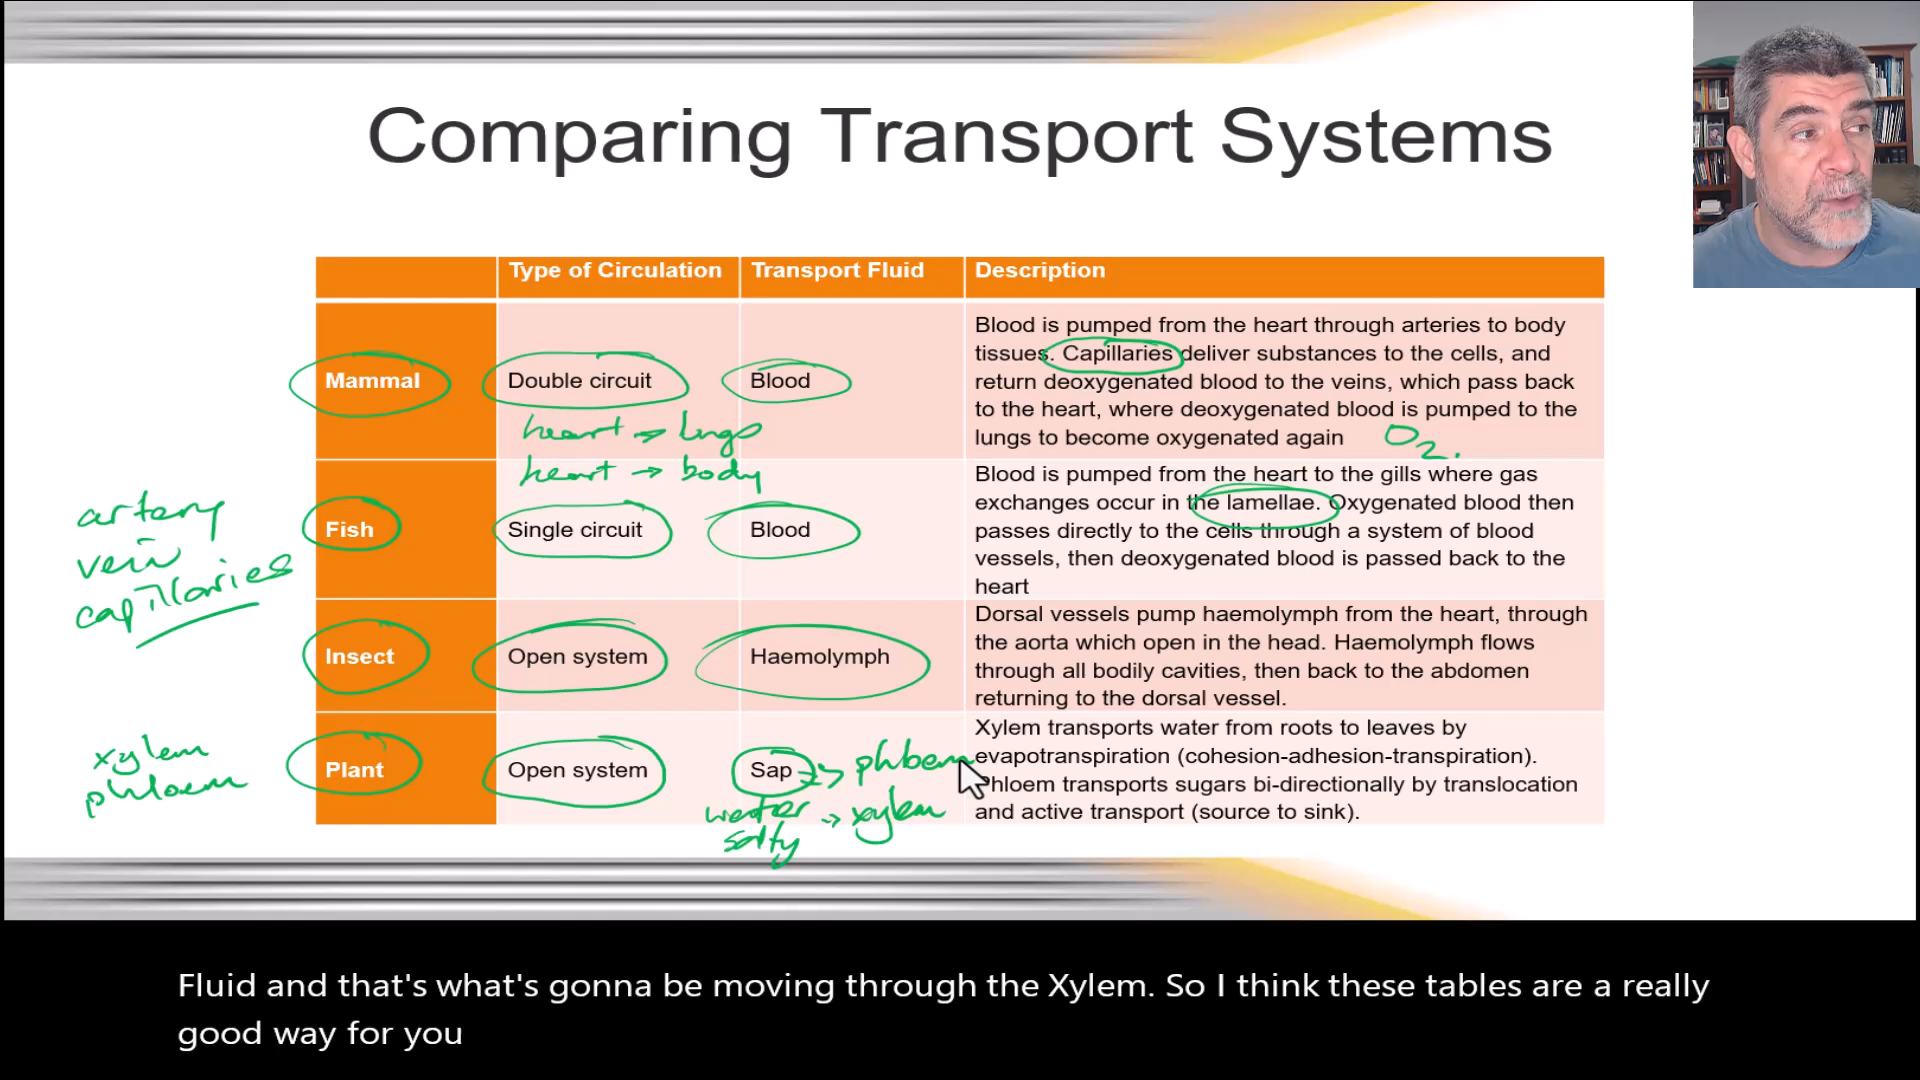 Comparing Transport Systems
Type of Circulation
Transport Fluid
Description
Mammal
Double circuit
heart → lungs
heart → body
Blood
Blood is pumped from the heart through arteries to body
tissues. Capillaries deliver substances to the cells, and
return deoxygenated blood to the veins, which pass back
to the heart, where deoxygenated blood is pumped to the
lungs to become oxygenated again
O2.
artery
vein
capillaries
Fish
Single circuit
Blood
Blood is pumped from the heart to the gills where gas
exchanges occur in the lamellae. Oxygenated blood then
passes directly to the cells through a system of blood
vessels, then deoxygenated blood is passed back to the
heart
Insect
Open system
Haemolymph
Dorsal vessels pump haemolymph from the heart, through
the aorta which open in the head. Haemolymph flows
through all bodily cavities, then back to the abdomen
returning to the dorsal vessel.
xylem
phloem
Plant
Open system
Sap → phloem
water → xylem
salty
Xylem transports water from roots to leaves by
evapotranspiration (cohesion-adhesion-transpiration).
Phloem transports sugars bi-directionally by translocation
and active transport (source to sink).
Fluid and that's what's gonna be moving through the Xylem. So I think these tables are a really
good way for you